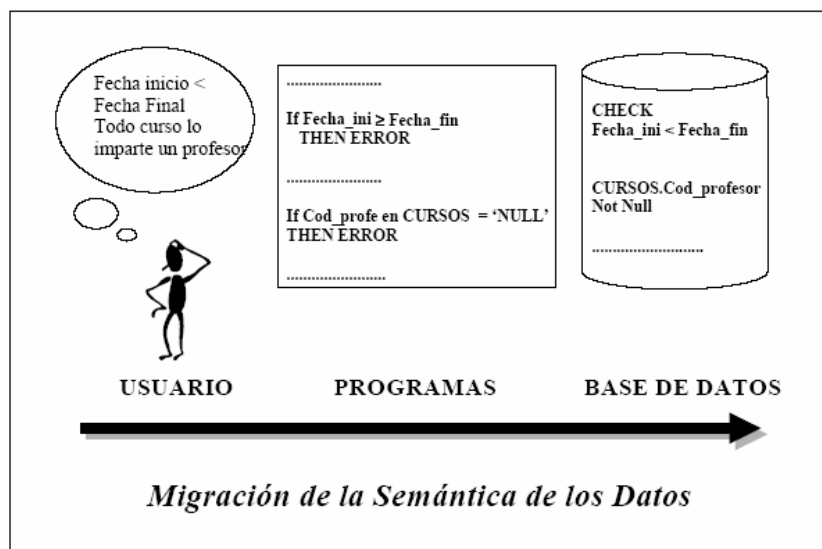 Fecha inicio <
Fecha Final
Todo curso lo
imparte un profesor
........................
If Fecha_ini ≥ Fecha_fin
THEN ERROR
........................
If Cod_profe en CURSOS = ‘NULL’
THEN ERROR
.........................
CHECK
Fecha_ini < Fecha_fin
CURSOS.Cod_profesor
Not Null
............................
USUARIO
PROGRAMAS
BASE DE DATOS
Migración de la Semántica de los Datos